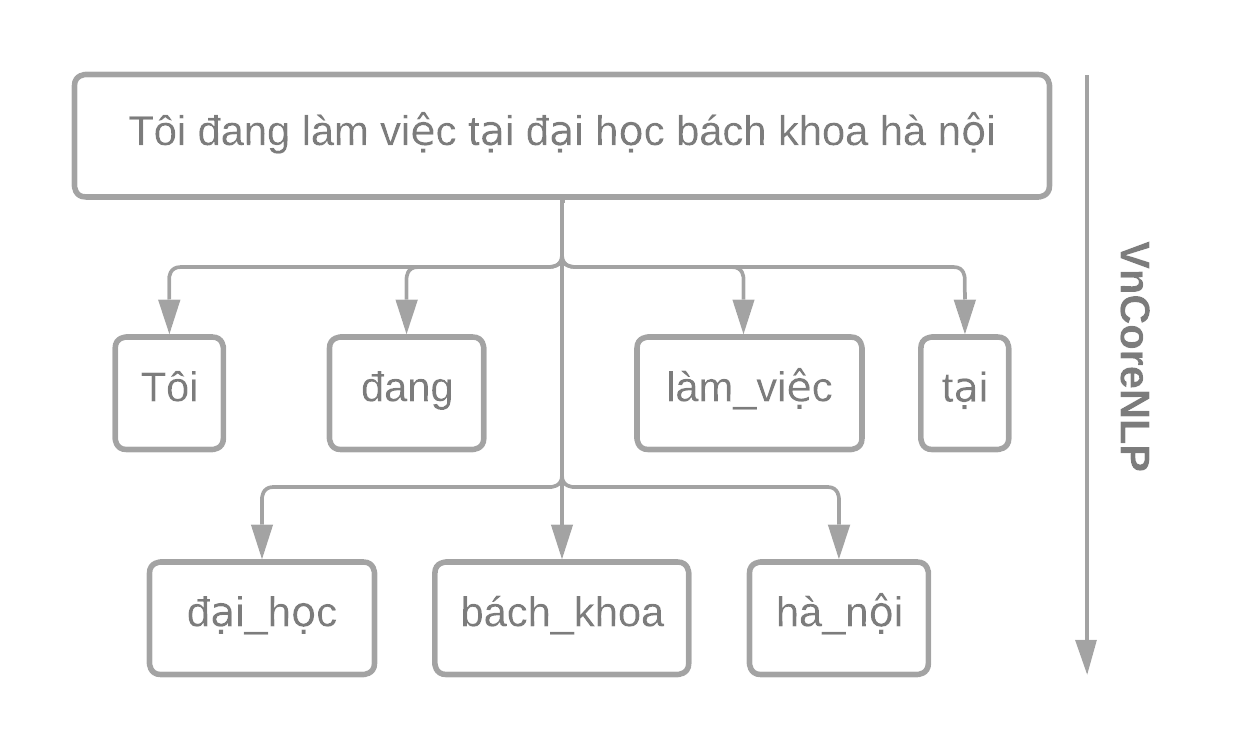 Tôi đang làm việc tại đại học bách khoa hà nội
Tôi
đang
làm_việc
tại
đại_học
bách_khoa
hà_nội
VnCoreNLP